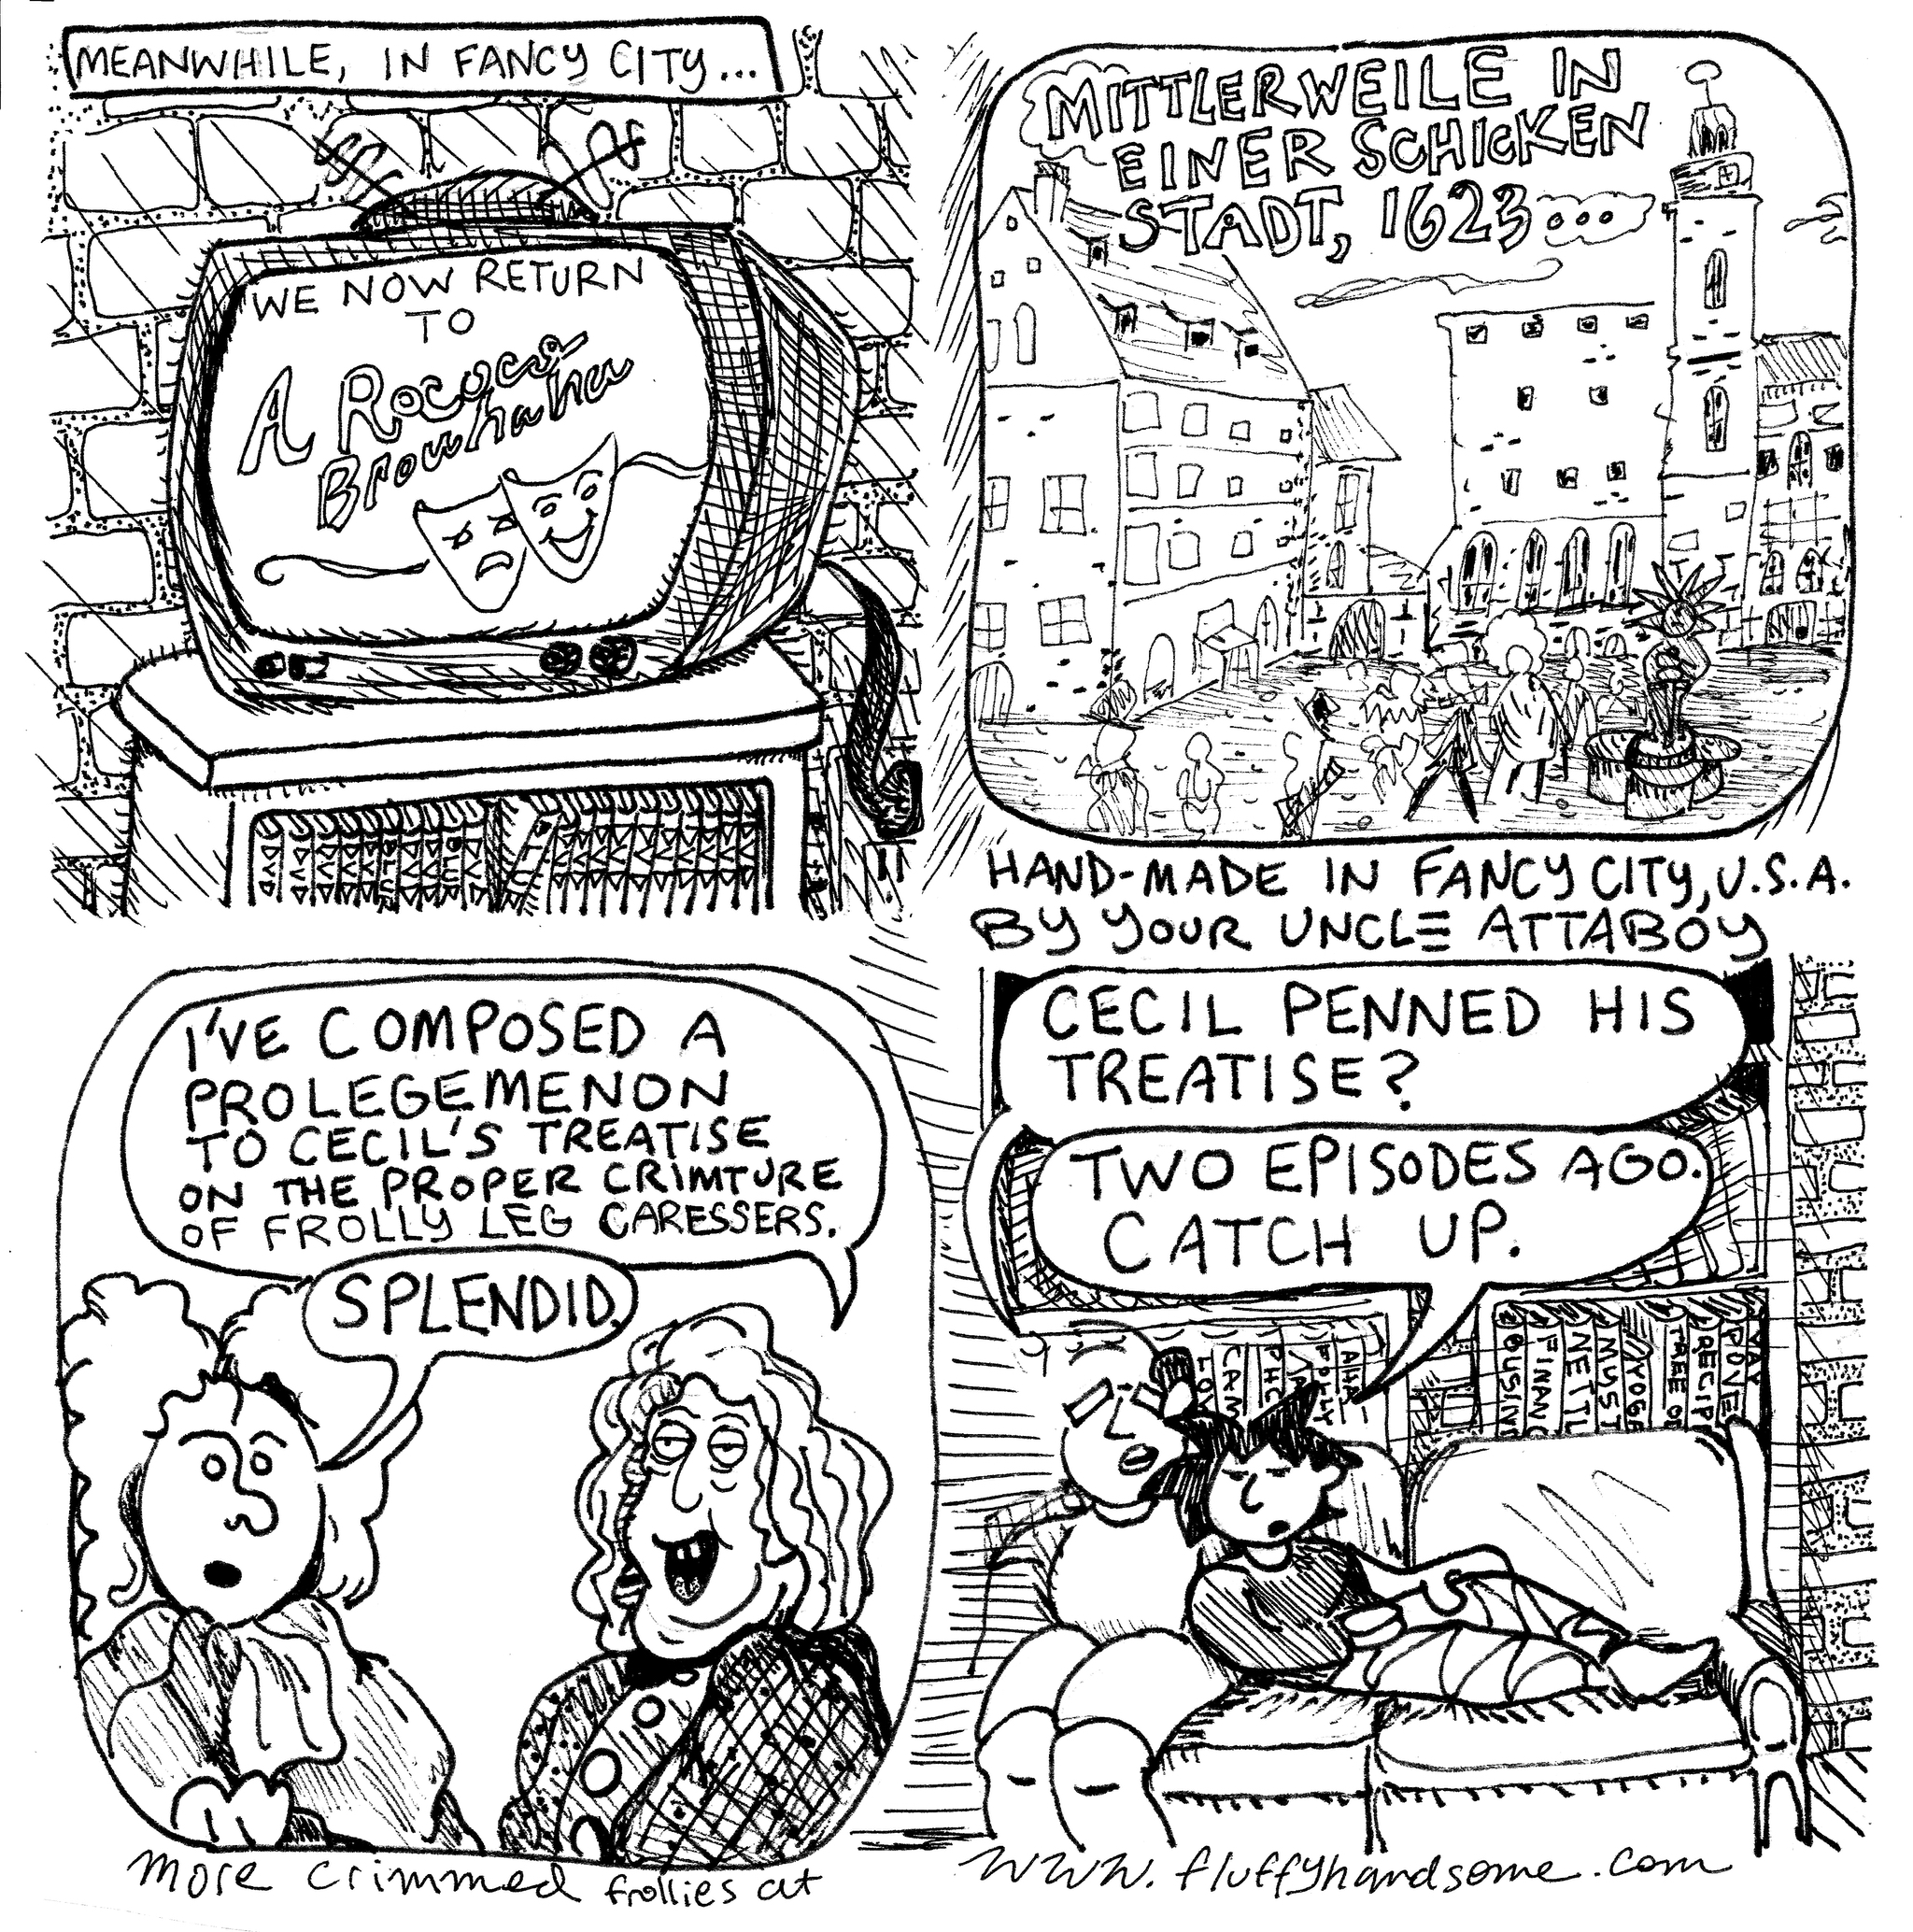 MEANWHILE, IN FANCY CITY...
WE NOW RETURN
TO
A Rococo
Brouhaha
MITTLERWEILE IN
EINER SCHICKEN
STADT, 1623...
HAND-MADE IN FANCY CITY, U.S.A.
BY YOUR UNCLE ATTABOY
I'VE COMPOSED A
PROLEGEMENON
TO CECIL'S TREATISE
ON THE PROPER CRIMTURE
OF FROLLY LEG CARESSERS.
SPLENDID.
CECIL PENNED HIS
TREATISE?
TWO EPISODES AGO.
CATCH UP.
more crimmed frollies at
www.fluffyhandsome.com